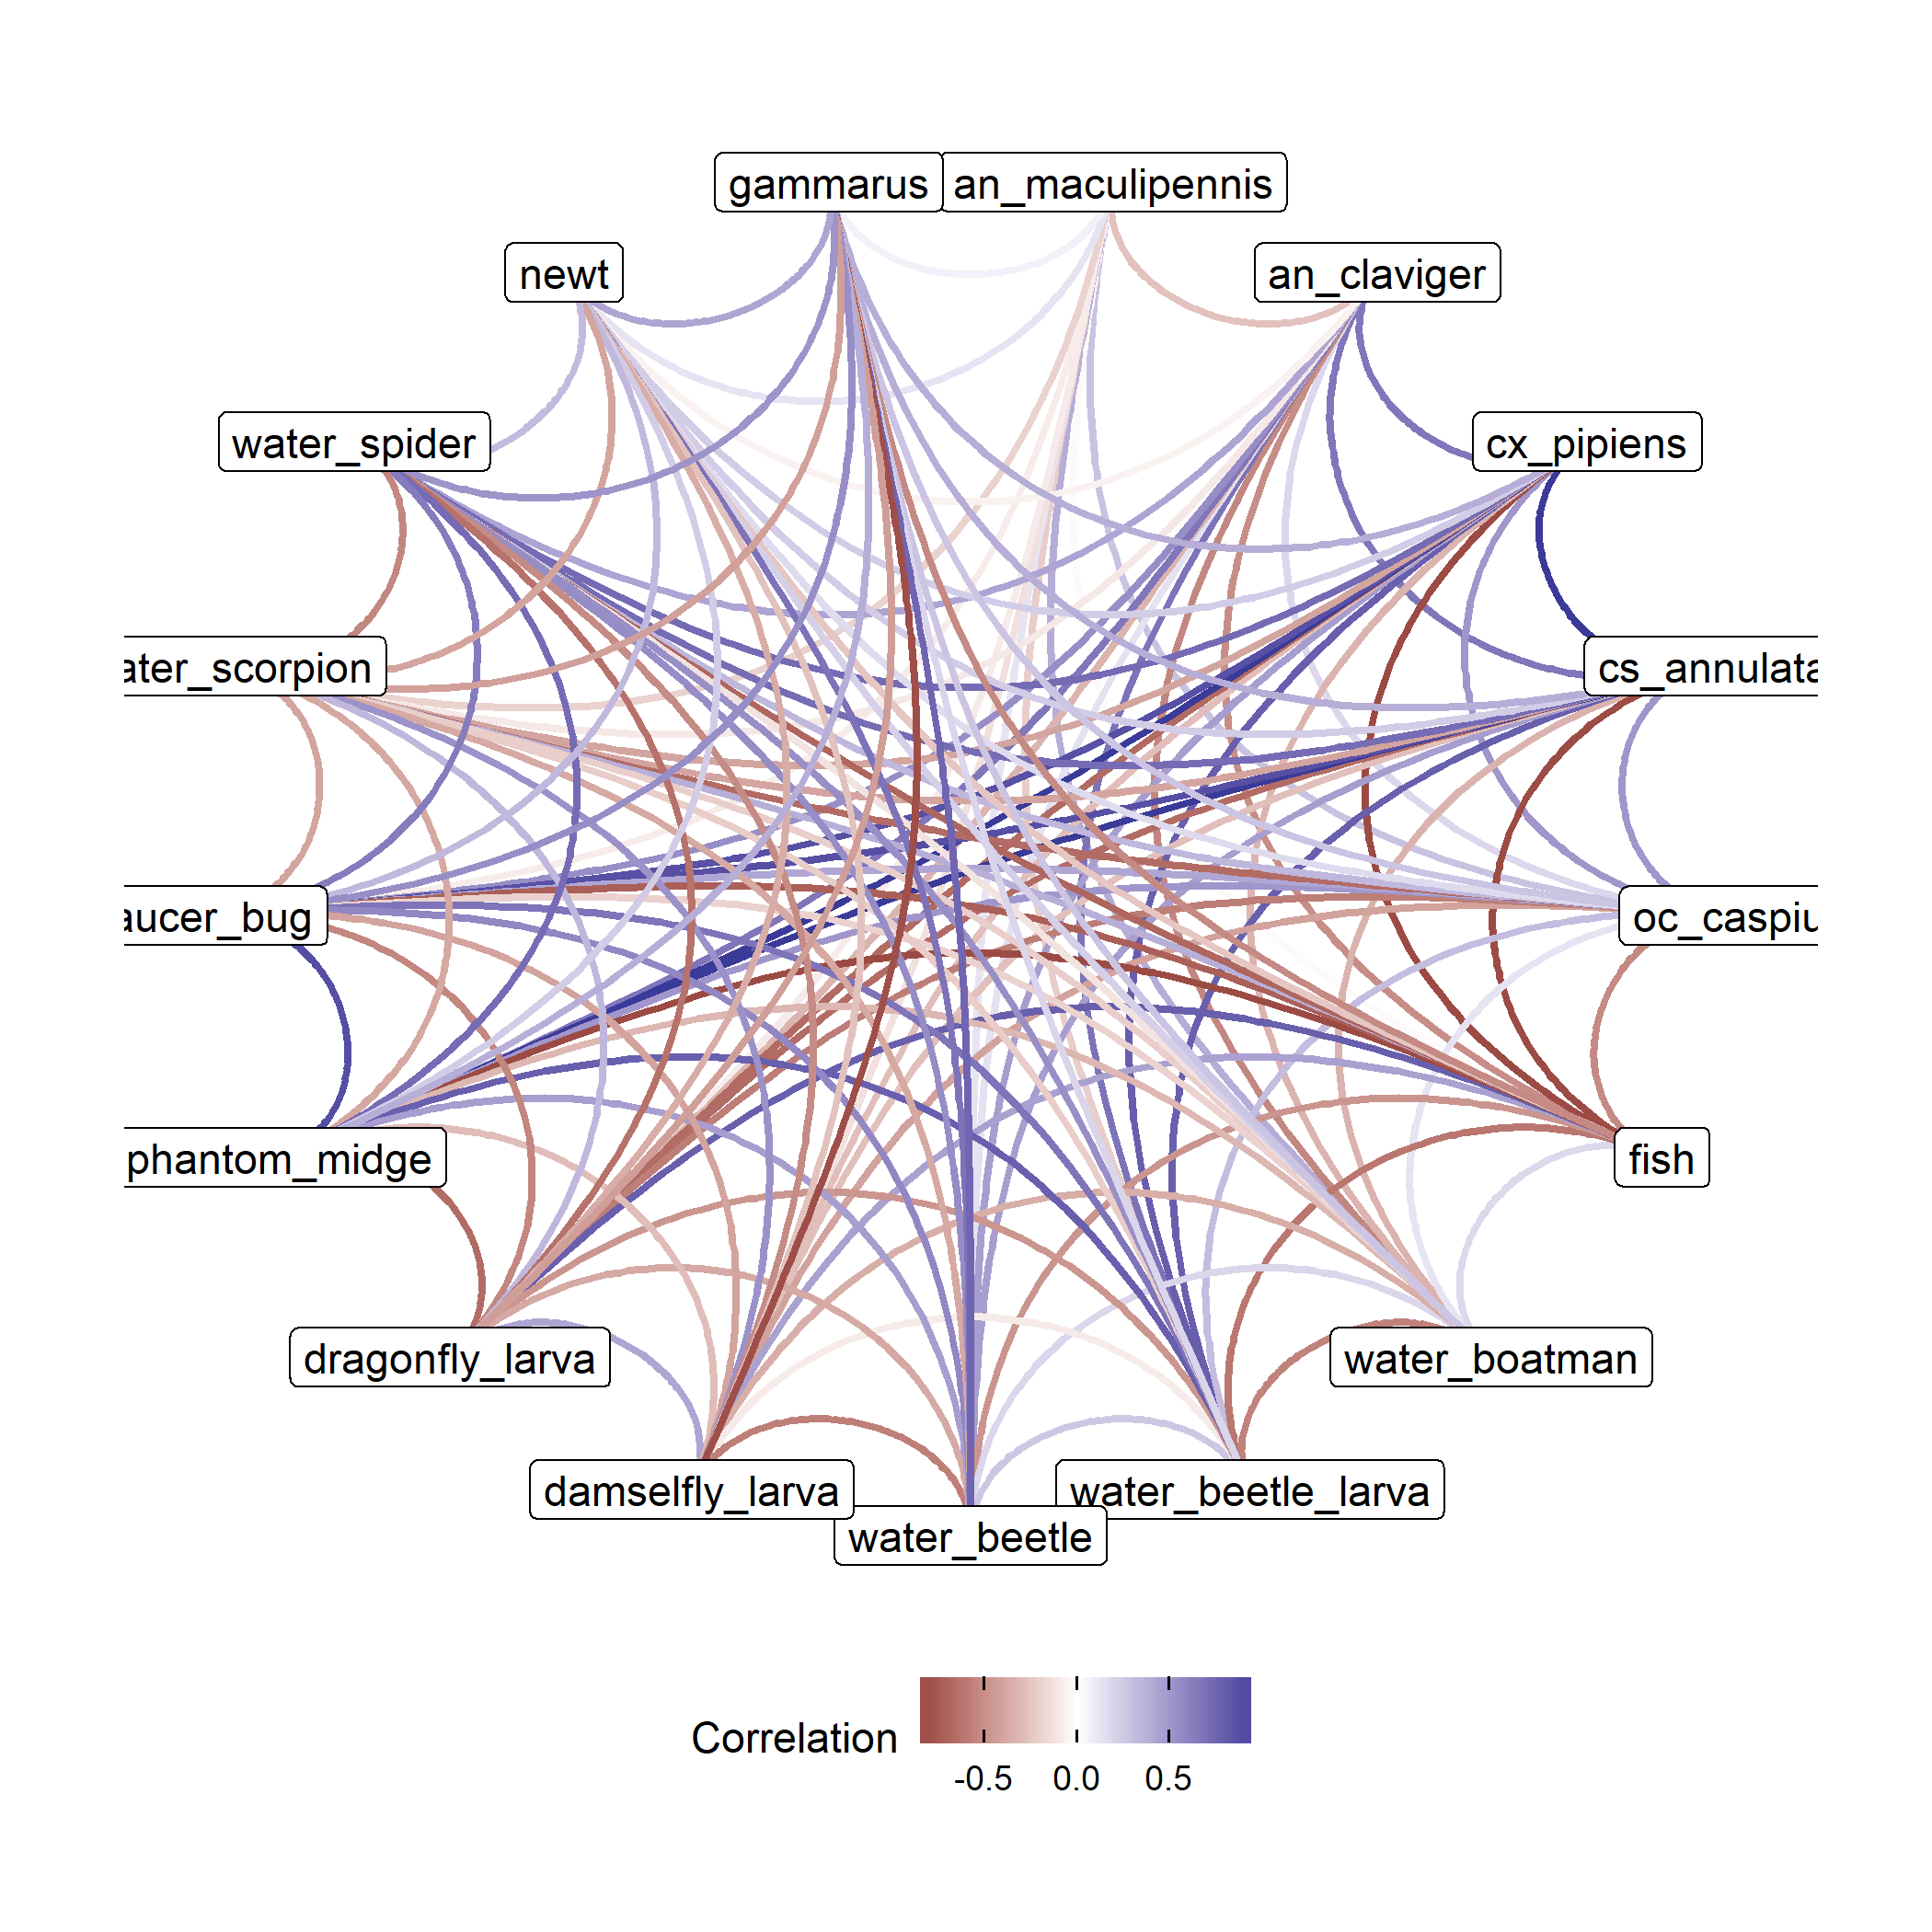 gammarus
an_maculipennis
newt
an_claviger
water_spider
cx_pipiens
ater_scorpion
cs_annulata
aucer_bug
oc_caspiu
phantom_midge
fish
dragonfly_larva
water_boatman
damselfly_larva
water_beetle_larva
water_beetle
Correlation
-0.5
0.0
0.5